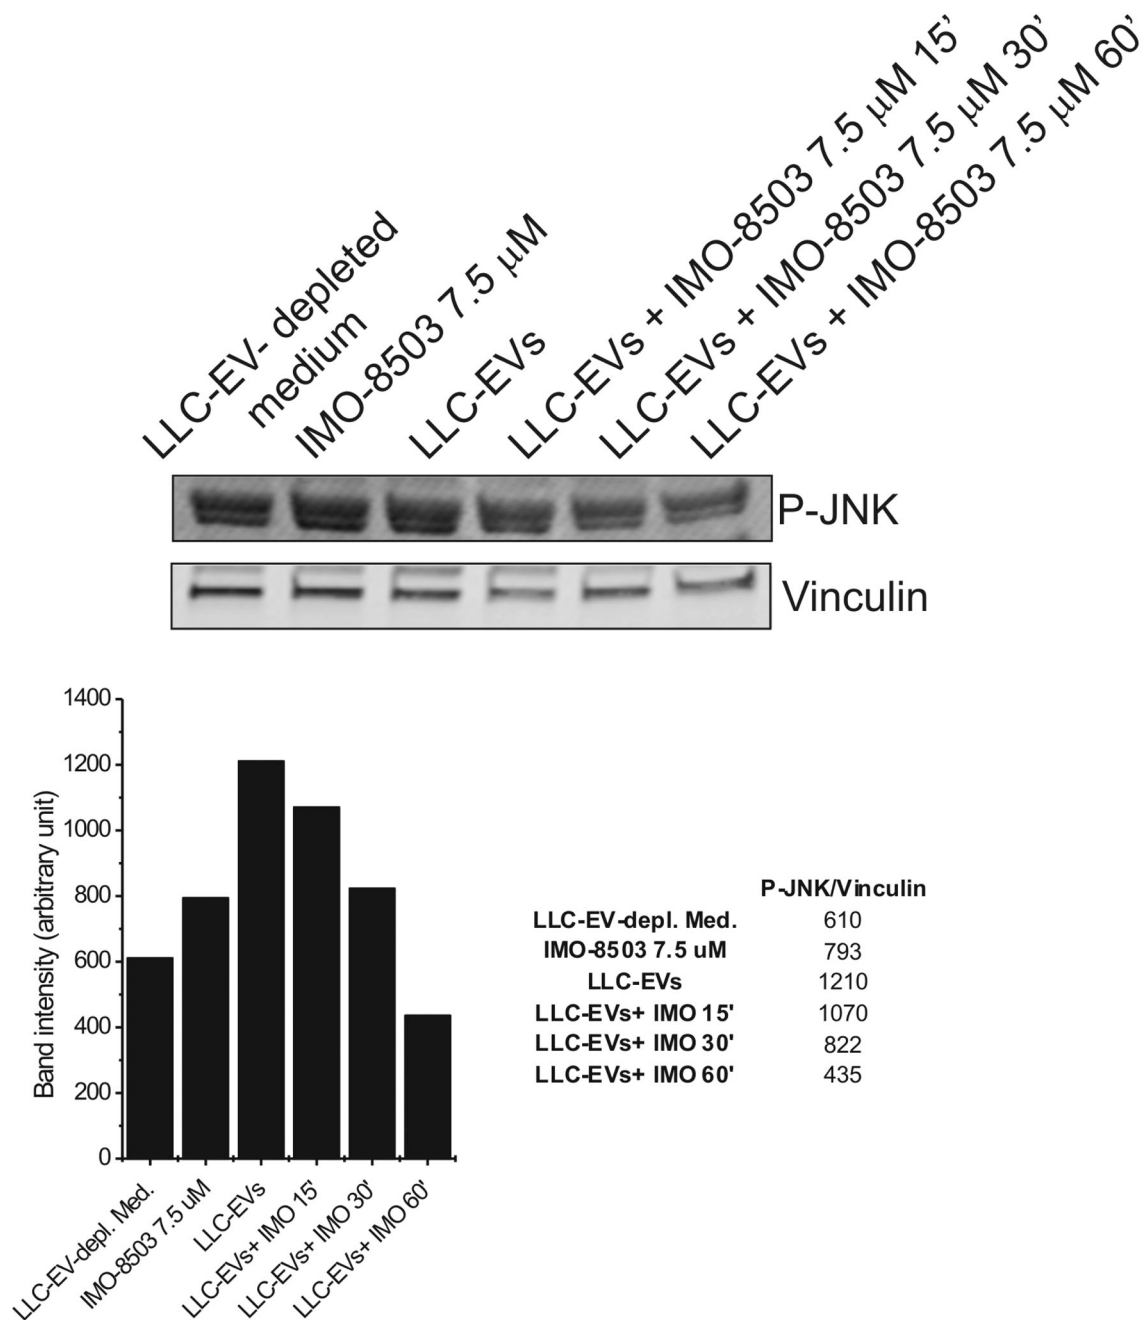 LLC-EV- depleted
medium
IMO-8503 7.5 μM
LLC-EVs
LLC-EVs + IMO-8503 7.5 μM 15’
LLC-EVs + IMO-8503 7.5 μM 30’
LLC-EVs + IMO-8503 7.5 μM 60’
P-JNK
Vinculin
Band intensity (arbitrary unit)
1400
1200
1000
800
600
400
200
0
LLC-EV-depl. Med.
IMO-8503 7.5 uM
LLC-EVs
LLC-EVs+ IMO 15'
LLC-EVs+ IMO 30'
LLC-EVs+ IMO 60'
P-JNK/Vinculin
LLC-EV-depl. Med. 610
IMO-8503 7.5 uM 793
LLC-EVs 1210
LLC-EVs+ IMO 15' 1070
LLC-EVs+ IMO 30' 822
LLC-EVs+ IMO 60' 435